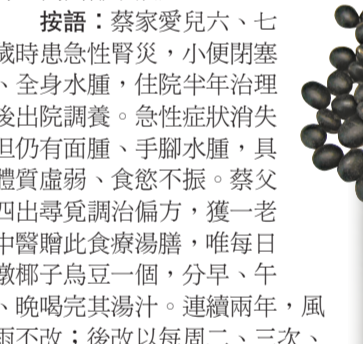 按語：蔡家愛兒六、七
歲時患急性腎災，小便閉塞
、全身水腫，住院半年治理
後出院調養。急性症狀消失
但仍有面腫、手腳水腫，具
體質虛弱、食慾不振。蔡父
四出尋覓調治偏方，獲一老
中醫贈此食療湯膳，唯每日
燉椰子烏豆一個，分早、午
、晚喝完其湯汁。連續兩年，風
雨不改；後改以每周二、三次、